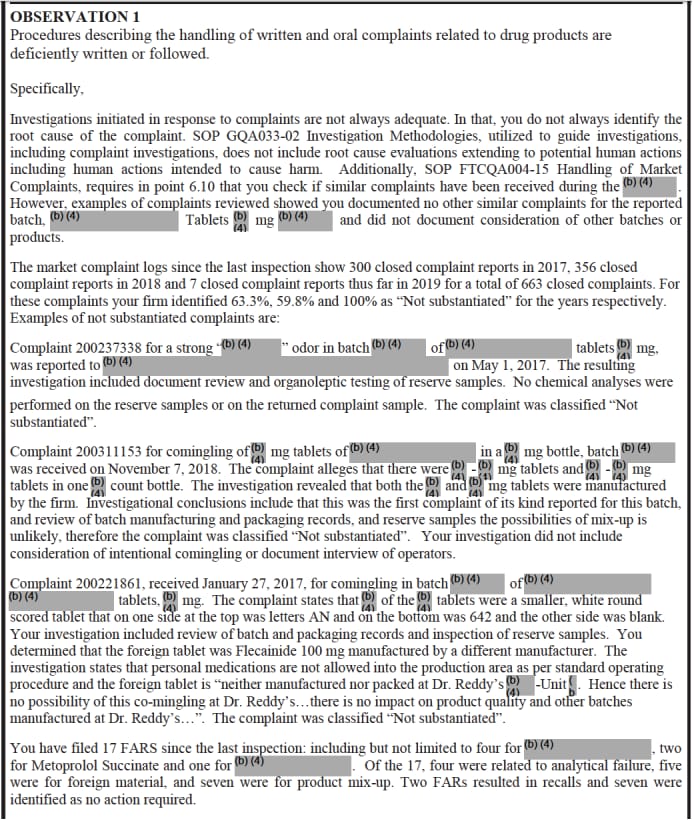 OBSERVATION 1
Procedures describing the handling of written and oral complaints related to drug products are
deficiently written or followed.
Specifically,
Investigations initiated in response to complaints are not always adequate. In that, you do not always identify the
root cause of the complaint. SOP GQA033-02 Investigation Methodologies, utilized to guide investigations,
including complaint investigations, does not include root cause evaluations extending to potential human actions
including human actions intended to cause harm. Additionally, SOP FTCQA004-15 Handling of Market
Complaints, requires in point 6.10 that you check if similar complaints have been received during the (b) (4) .
However, examples of complaints reviewed showed you documented no other similar complaints for the reported
batch, (b) (4) Tablets (b) (4) mg (b) (4) and did not document consideration of other batches or
products.
The market complaint logs since the last inspection show 300 closed complaint reports in 2017, 356 closed
complaint reports in 2018 and 7 closed complaint reports thus far in 2019 for a total of 663 closed complaints. For
these complaints your firm identified 63.3%, 59.8% and 100% as “Not substantiated” for the years respectively.
Examples of not substantiated complaints are:
Complaint 200237338 for a strong “(b) (4) ” odor in batch (b) (4) of (b) (4) tablets (b) (4) mg,
was reported to (b) (4) on May 1, 2017. The resulting
investigation included document review and organoleptic testing of reserve samples. No chemical analyses were
performed on the reserve samples or on the returned complaint sample. The complaint was classified “Not
substantiated”.
Complaint 200311153 for comingling of (b) (4) mg tablets of (b) (4) in a (b) (4) mg bottle, batch (b) (4)
was received on November 7, 2018. The complaint alleges that there were (b) (4) - (b) (4) mg tablets and (b) (4) - (b) (4) mg
tablets in one (b) (4) count bottle. The investigation revealed that both the (b) (4) and (b) (4) mg tablets were manufactured
by the firm. Investigational conclusions include that this was the first complaint of its kind reported for this batch,
and review of batch manufacturing and packaging records, and reserve samples the possibilities of mix-up is
unlikely, therefore the complaint was classified “Not substantiated”. Your investigation did not include
consideration of intentional comingling or document interview of operators.
Complaint 200221861, received January 27, 2017, for comingling in batch (b) (4) of (b) (4)
(b) (4) tablets, (b) (4) mg. The complaint states that (b) (4) of the (b) (4) tablets were a smaller, white round
scored tablet that on one side at the top was letters AN and on the bottom was 642 and the other side was blank.
Your investigation included review of batch and packaging records and inspection of reserve samples. You
determined that the foreign tablet was Flecainide 100 mg manufactured by a different manufacturer. The
investigation states that personal medications are not allowed into the production area as per standard operating
procedure and the foreign tablet is “neither manufactured nor packed at Dr. Reddy’s (b) (4) -Unit . Hence there is
no possibility of this co-mingling at Dr. Reddy’s…there is no impact on product quality and other batches
manufactured at Dr. Reddy’s…”. The complaint was classified “Not substantiated”.
You have filed 17 FARS since the last inspection: including but not limited to four for (b) (4) , two
for Metoprolol Succinate and one for (b) (4) . Of the 17, four were related to analytical failure, five
were for foreign material, and seven were for product mix-up. Two FARs resulted in recalls and seven were
identified as no action required.